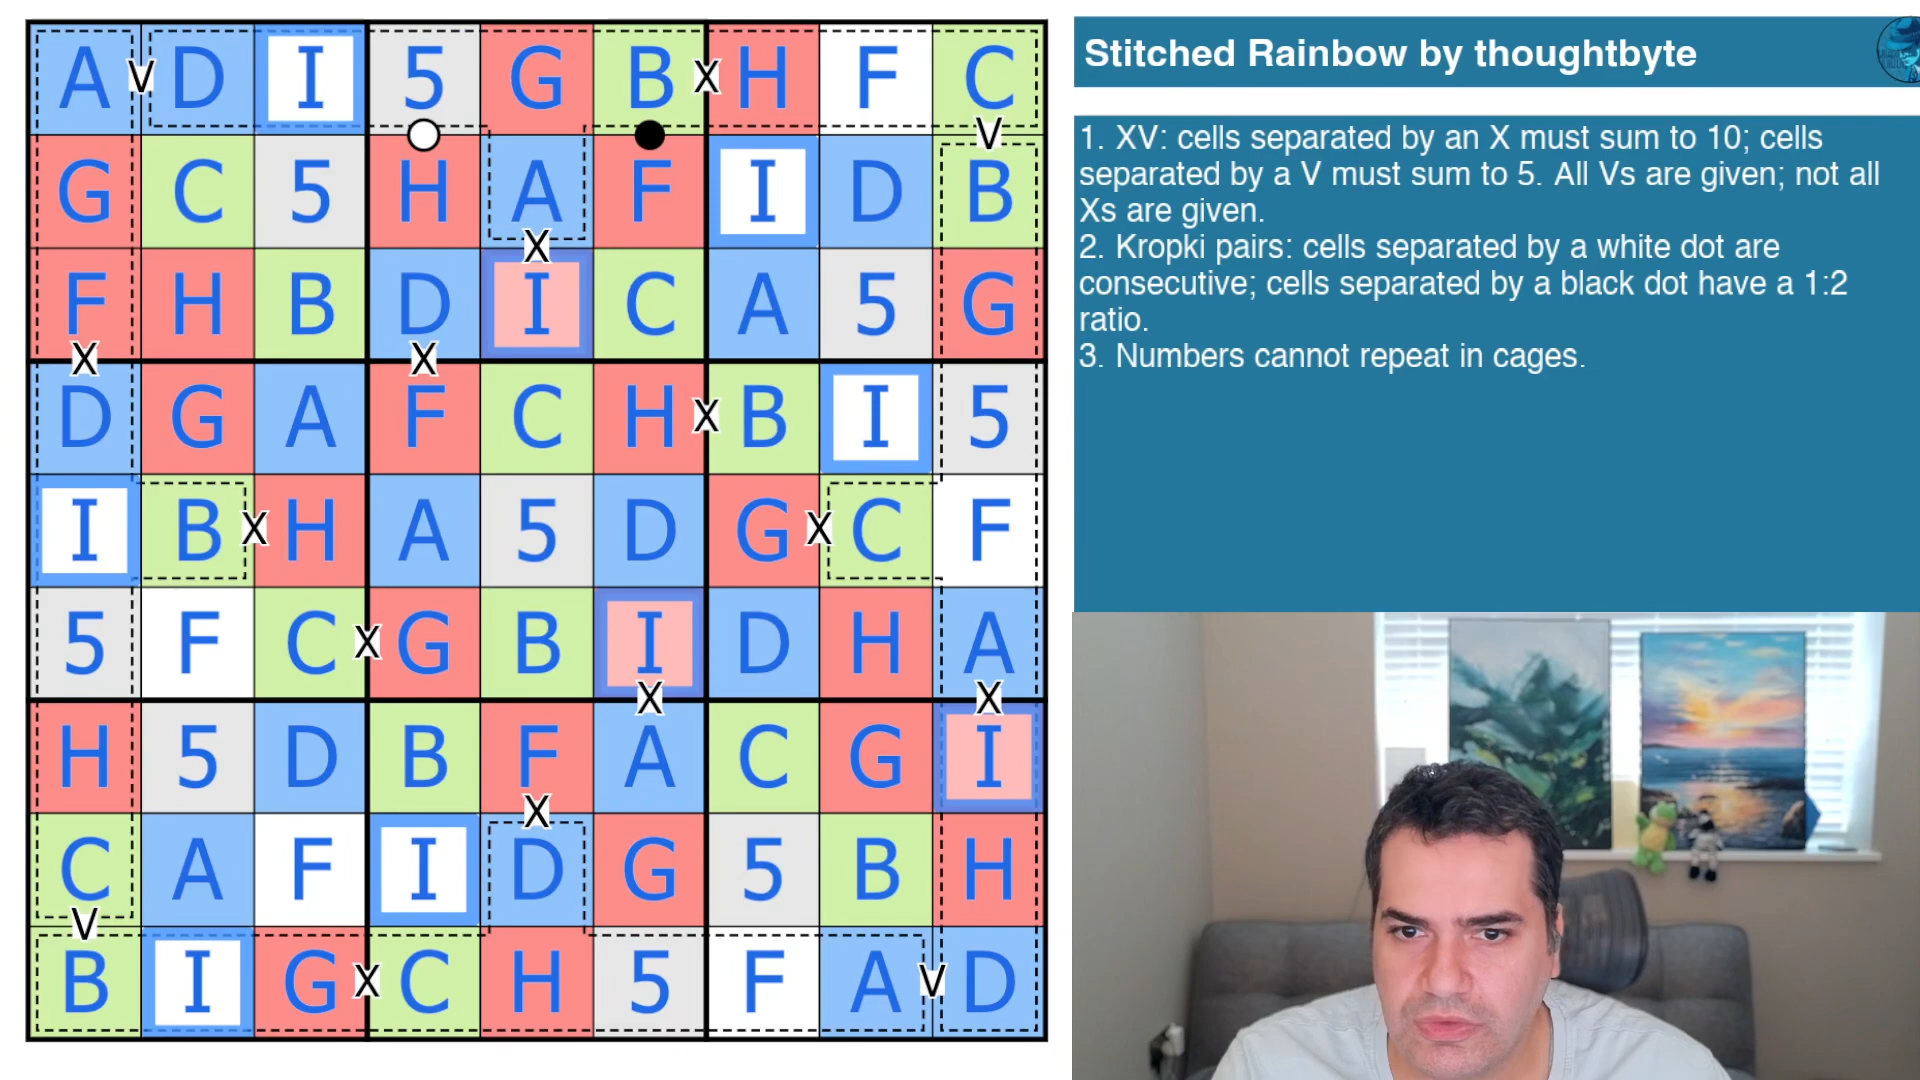 Stitched Rainbow by thoughtbyte
1. XV: cells separated by an X must sum to 10; cells
separated by a V must sum to 5. All Vs are given; not all
Xs are given.
2. Kropki pairs: cells separated by a white dot are
consecutive; cells separated by a black dot have a 1:2
ratio.
3. Numbers cannot repeat in cages.
A V D I 5 G B X H F C
V
G C 5 H A F I D B
X
F H B D I C A 5 G
X X
D G A F C H X B I 5
I B X H A 5 D G X C F
5 F C X G B I D H A
X X
H 5 D B F A C G I
X
C A F I D G 5 B H
V
B I G X C H 5 F A V D